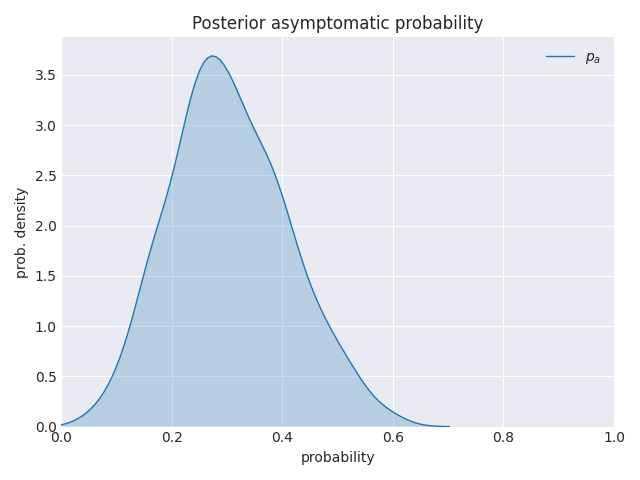 Posterior asymptomatic probability
pₐ
prob. density
3.5
3.0
2.5
2.0
1.5
1.0
0.5
0.0
0.0 0.2 0.4 0.6 0.8 1.0
probability